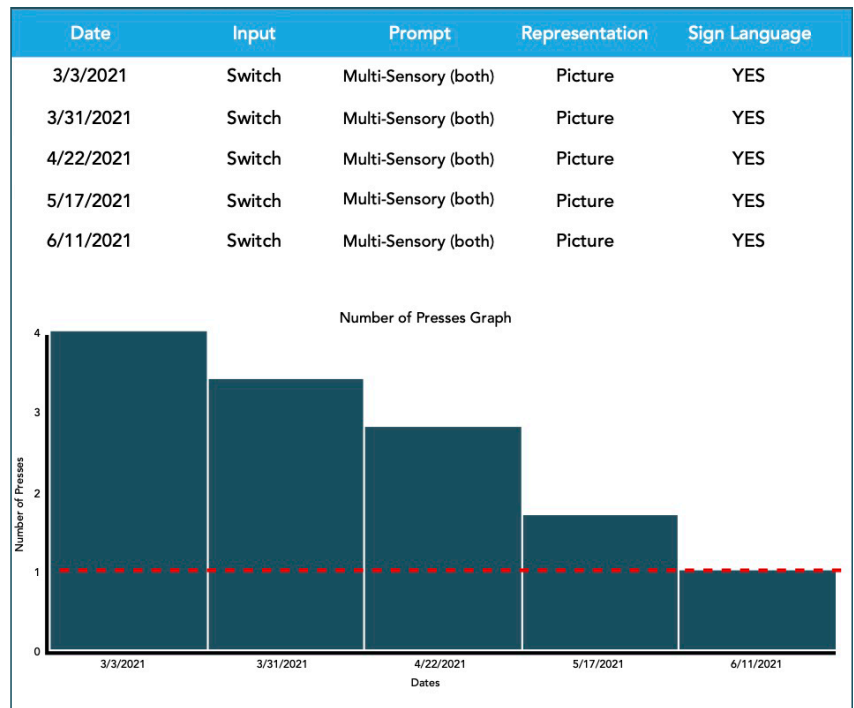 Date Input Prompt Representation Sign Language
3/3/2021 Switch Multi-Sensory (both) Picture YES
3/31/2021 Switch Multi-Sensory (both) Picture YES
4/22/2021 Switch Multi-Sensory (both) Picture YES
5/17/2021 Switch Multi-Sensory (both) Picture YES
6/11/2021 Switch Multi-Sensory (both) Picture YES
Number of Presses Graph
4
3
2
1
0
Number of Presses
3/3/2021 3/31/2021 4/22/2021 5/17/2021 6/11/2021
Dates